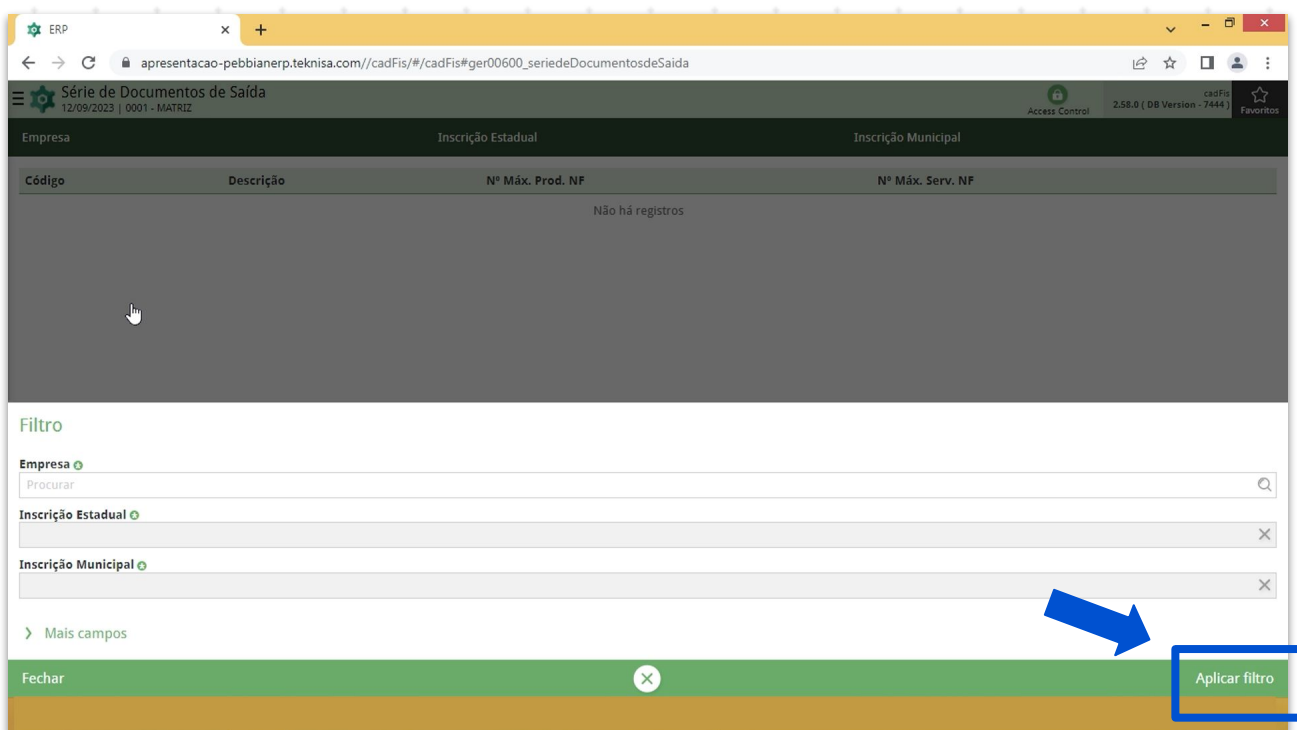 ERP
apresentacao-pebbianerp.teknisa.com//cadFis/#/cadFis#ger00600_seriedeDocumentosdeSaida
Série de Documentos de Saída
12/09/2023 | 0001 - MATRIZ
Access Control
cadFis
2.58.0 ( DB Version - 7444 )
Favoritos
Empresa Inscrição Estadual Inscrição Municipal
Código Descrição Nº Máx. Prod. NF Nº Máx. Serv. NF
Não há registros
Filtro
Empresa
Procurar
Inscrição Estadual
Inscrição Municipal
Mais campos
Fechar Aplicar filtro